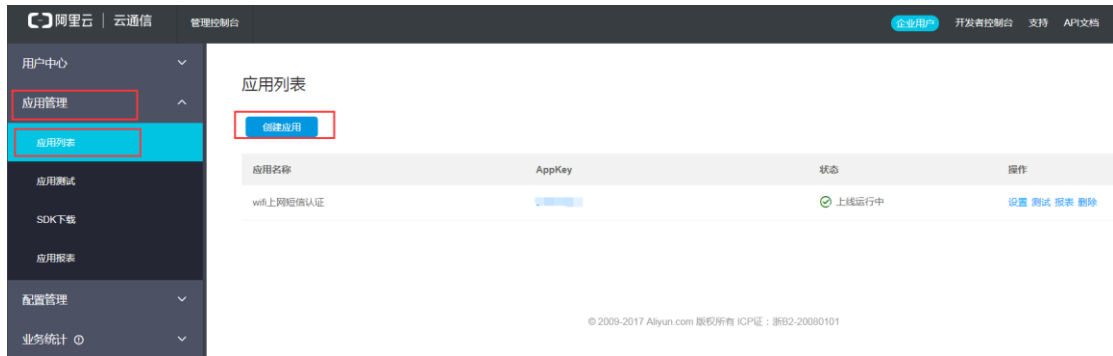 阿里云 | 云通信 管理控制台 企业用户 开发者控制台 支持 API文档
用户中心
应用管理
应用列表
应用测试
SDK下载
应用报表
配置管理
业务统计
应用列表
创建应用
应用名称 AppKey 状态 操作
wifi上网短信认证 上线运行中 设置 测试 报表 删除
© 2009-2017 Aliyun.com 版权所有 ICP证：浙B2-20080101